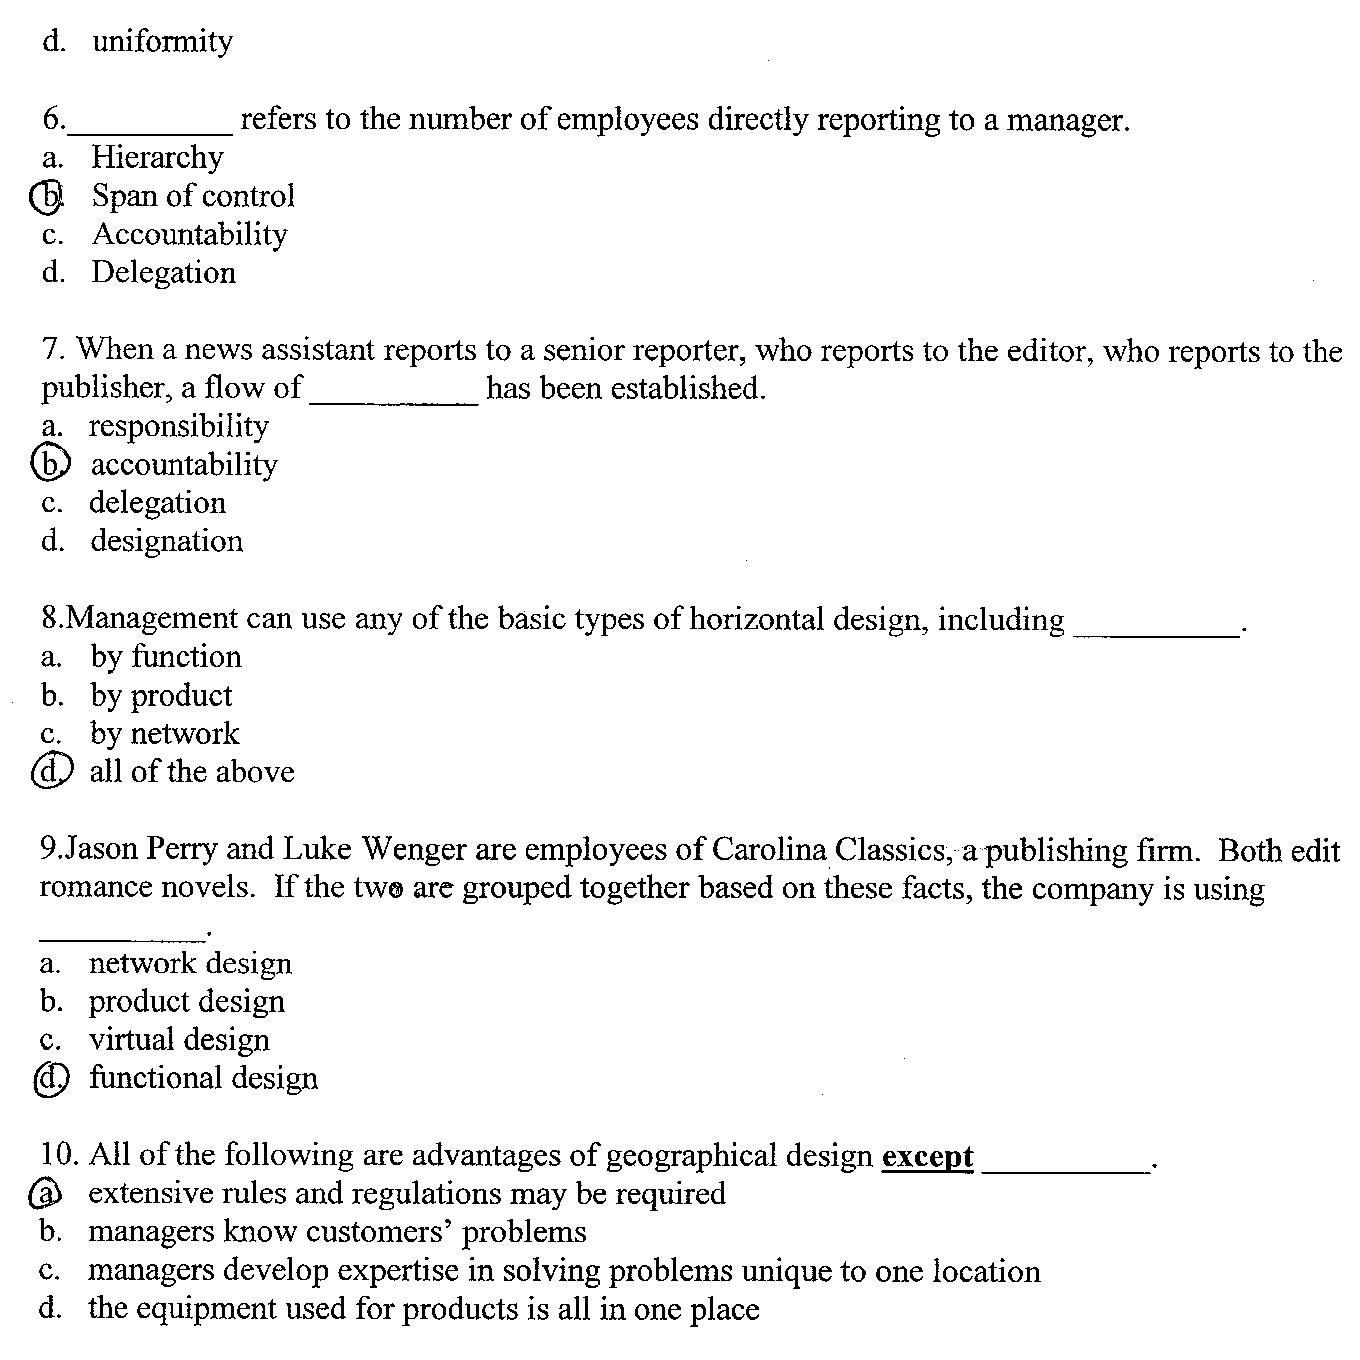 d. uniformity
6.__________ refers to the number of employees directly reporting to a manager.
a. Hierarchy
b. Span of control
c. Accountability
d. Delegation
7. When a news assistant reports to a senior reporter, who reports to the editor, who reports to the
publisher, a flow of __________ has been established.
a. responsibility
b. accountability
c. delegation
d. designation
8.Management can use any of the basic types of horizontal design, including __________.
a. by function
b. by product
c. by network
d. all of the above
9.Jason Perry and Luke Wenger are employees of Carolina Classics, a publishing firm. Both edit
romance novels. If the two are grouped together based on these facts, the company is using
__________.
a. network design
b. product design
c. virtual design
d. functional design
10. All of the following are advantages of geographical design except __________.
a. extensive rules and regulations may be required
b. managers know customers’ problems
c. managers develop expertise in solving problems unique to one location
d. the equipment used for products is all in one place